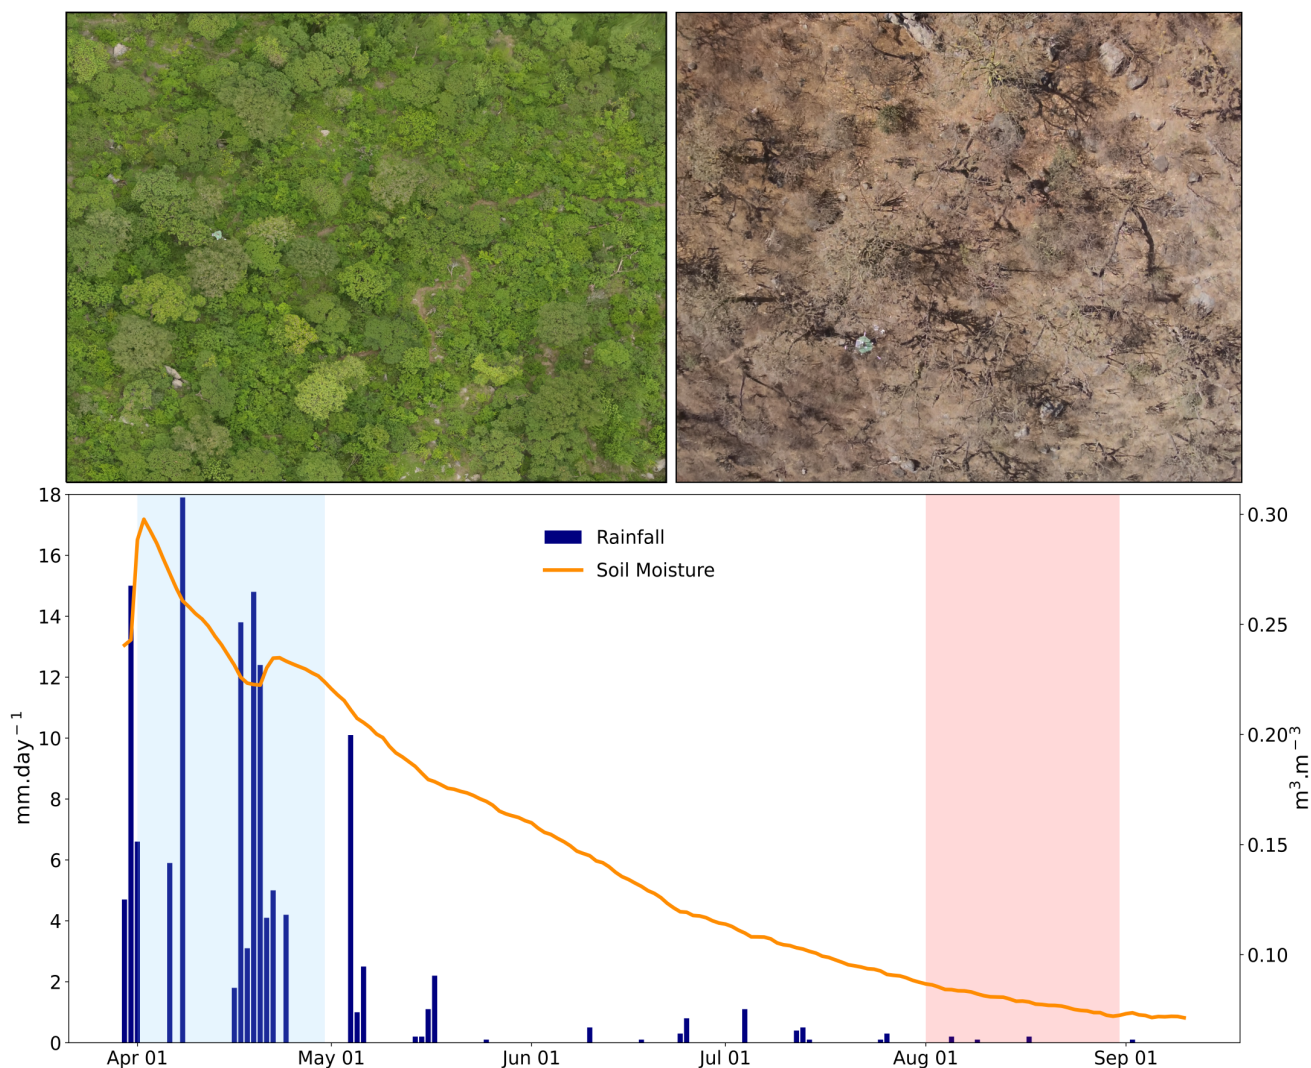 18
16
14
12
10
8
6
4
2
0
mm.day⁻¹
Rainfall
Soil Moisture
0.30
0.25
0.20
0.15
0.10
m³.m⁻³
Apr 01
May 01
Jun 01
Jul 01
Aug 01
Sep 01